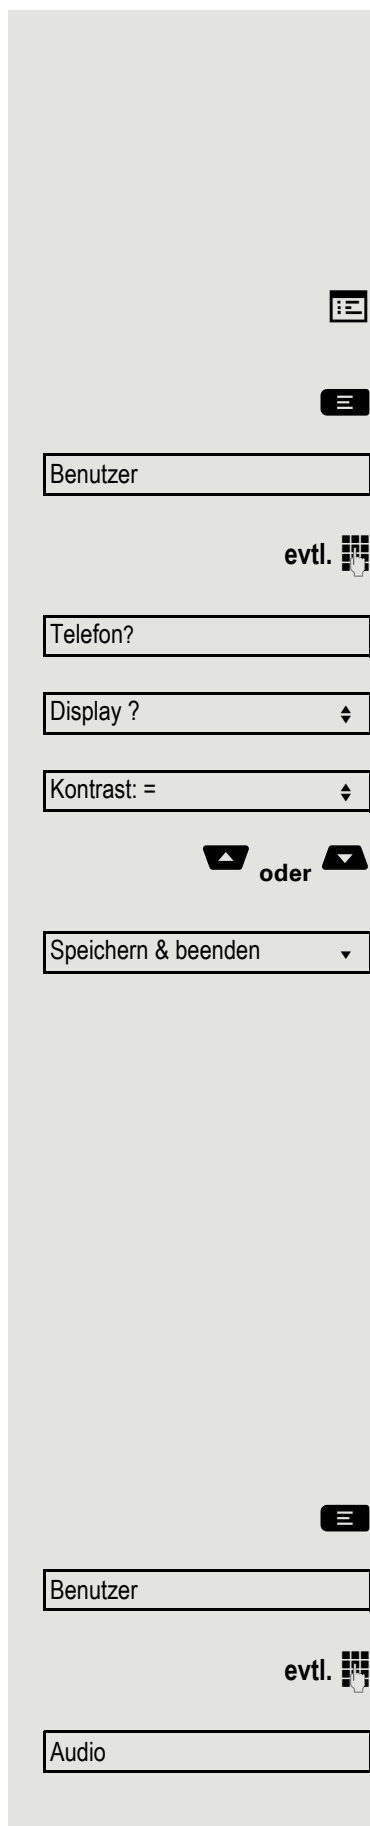 Benutzer
evtl.
Telefon?
Display ?
Kontrast: =
oder
Speichern & beenden
Benutzer
evtl.
Audio